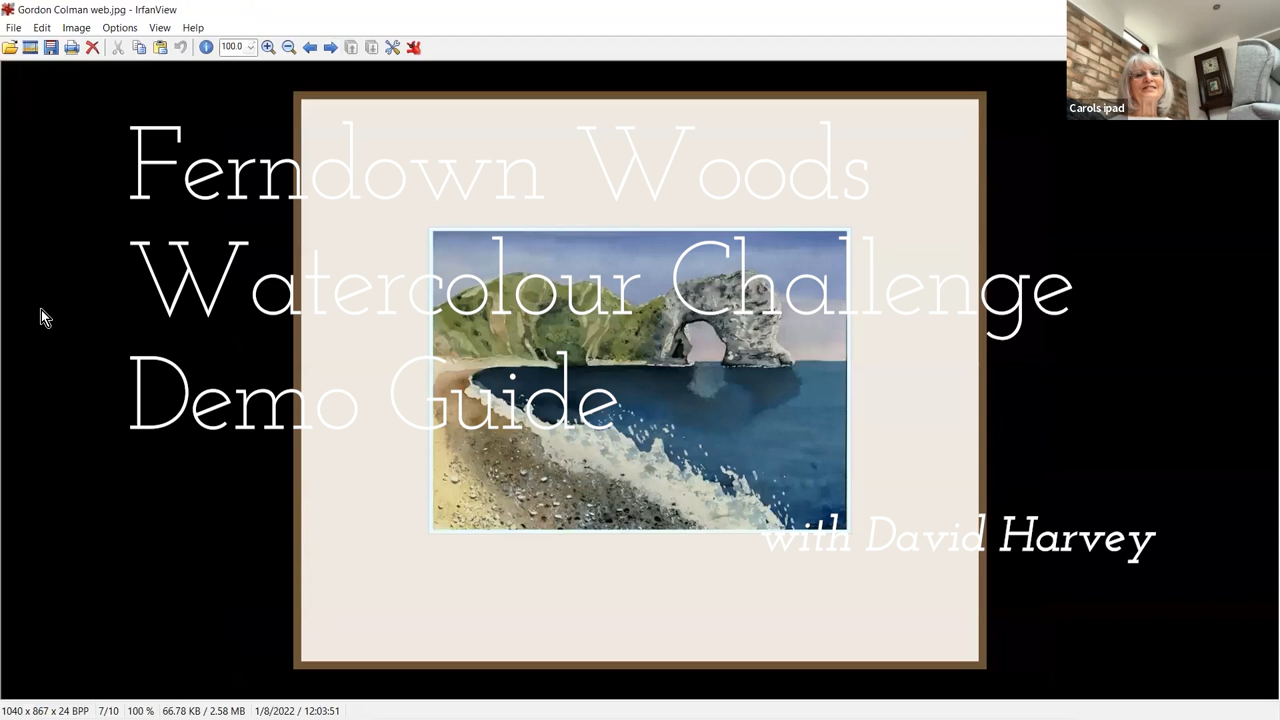 Gordon Colman web.jpg - IrfanView
File Edit Image Options View Help
100.0
Carols ipad
Ferndown Woods
Watercolour Challenge
Demo Guide
with David Harvey
1040 x 867 x 24 BPP 7/10 100 % 66.78 KB / 2.58 MB 1/8/2022 / 12:03:51